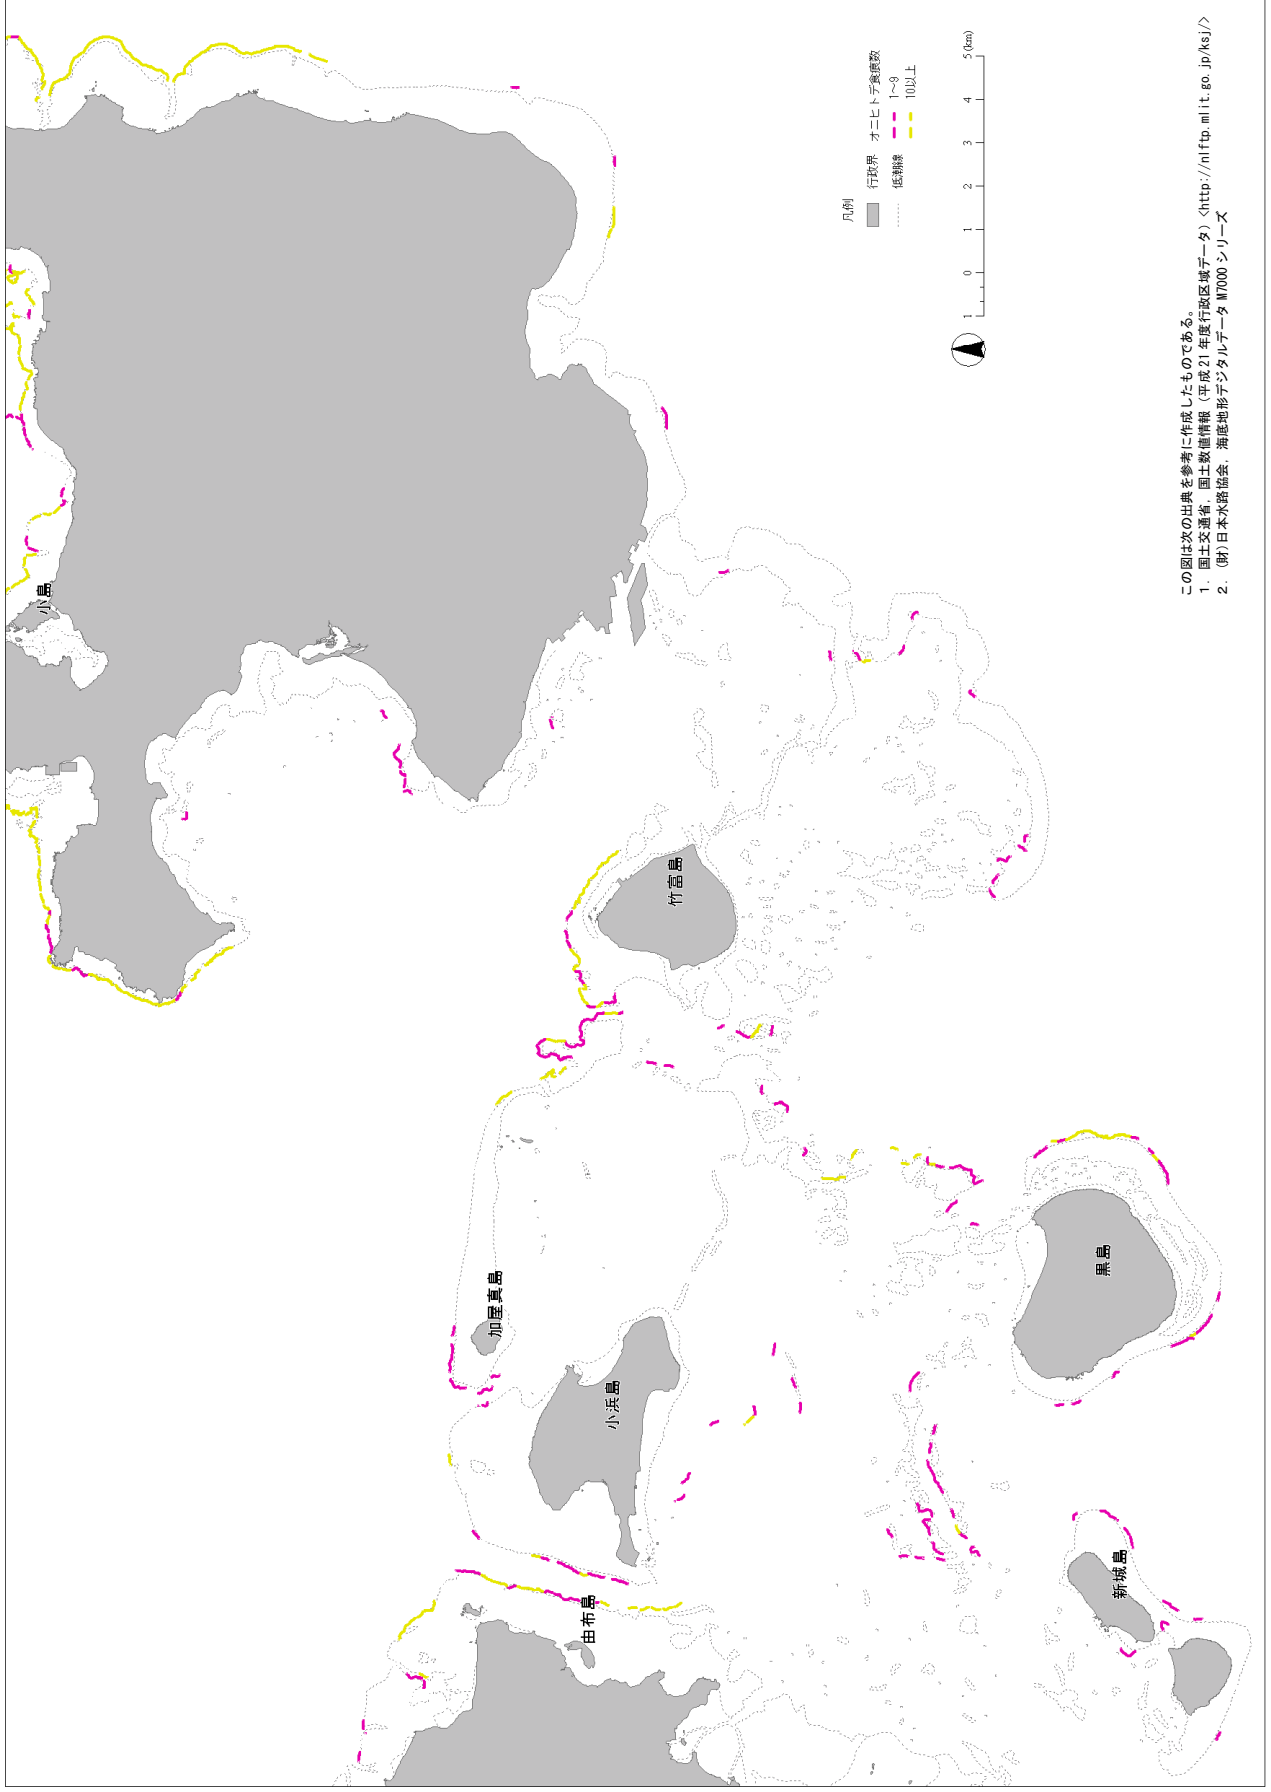 小島
竹富島
加屋真島
小浜島
由布島
黒島
新城島
凡例
行政界
低潮線
オニヒトデ食痕数
1～9
10以上
1 0 1 2 3 4 5(km)
この図は次の出典を参考に作成したものである。
1. 国土交通省, 国土数値情報 (平成21年度行政区域データ) <http://nlftp.mlit.go.jp/ksj/>
2. (財)日本水路協会, 海底地形デジタルデータ M7000 シリーズ